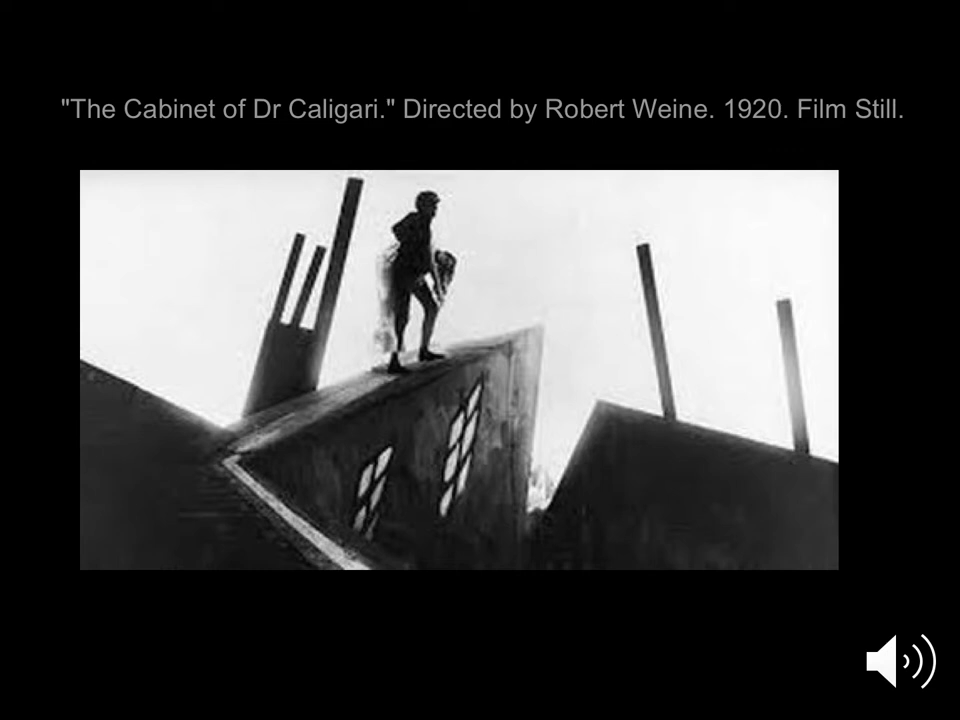 "The Cabinet of Dr Caligari." Directed by Robert Weine. 1920. Film Still.